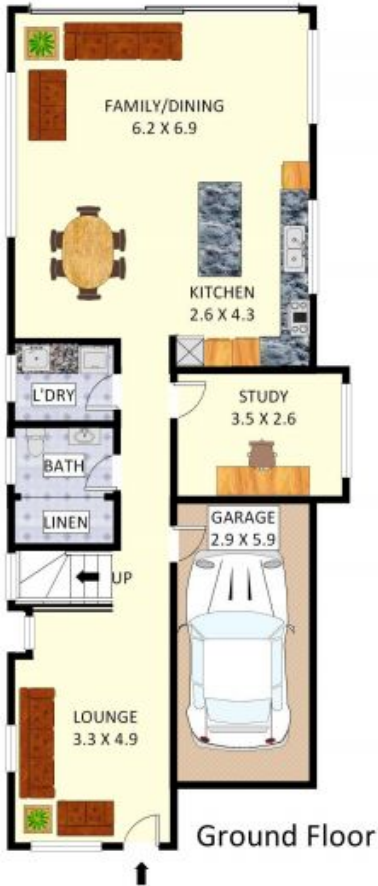 FAMILY/DINING
6.2 X 6.9
KITCHEN
2.6 X 4.3
L'DRY
STUDY
3.5 X 2.6
BATH
LINEN
GARAGE
2.9 X 5.9
UP
LOUNGE
3.3 X 4.9
Ground Floor